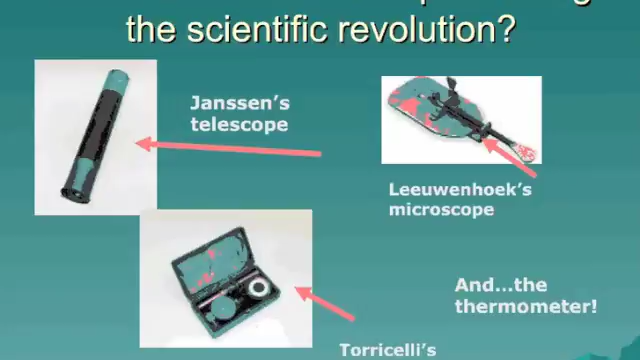 the scientific revolution?
Janssen's
telescope
Leeuwenhoek's
microscope
And...the
thermometer!
Torricelli's